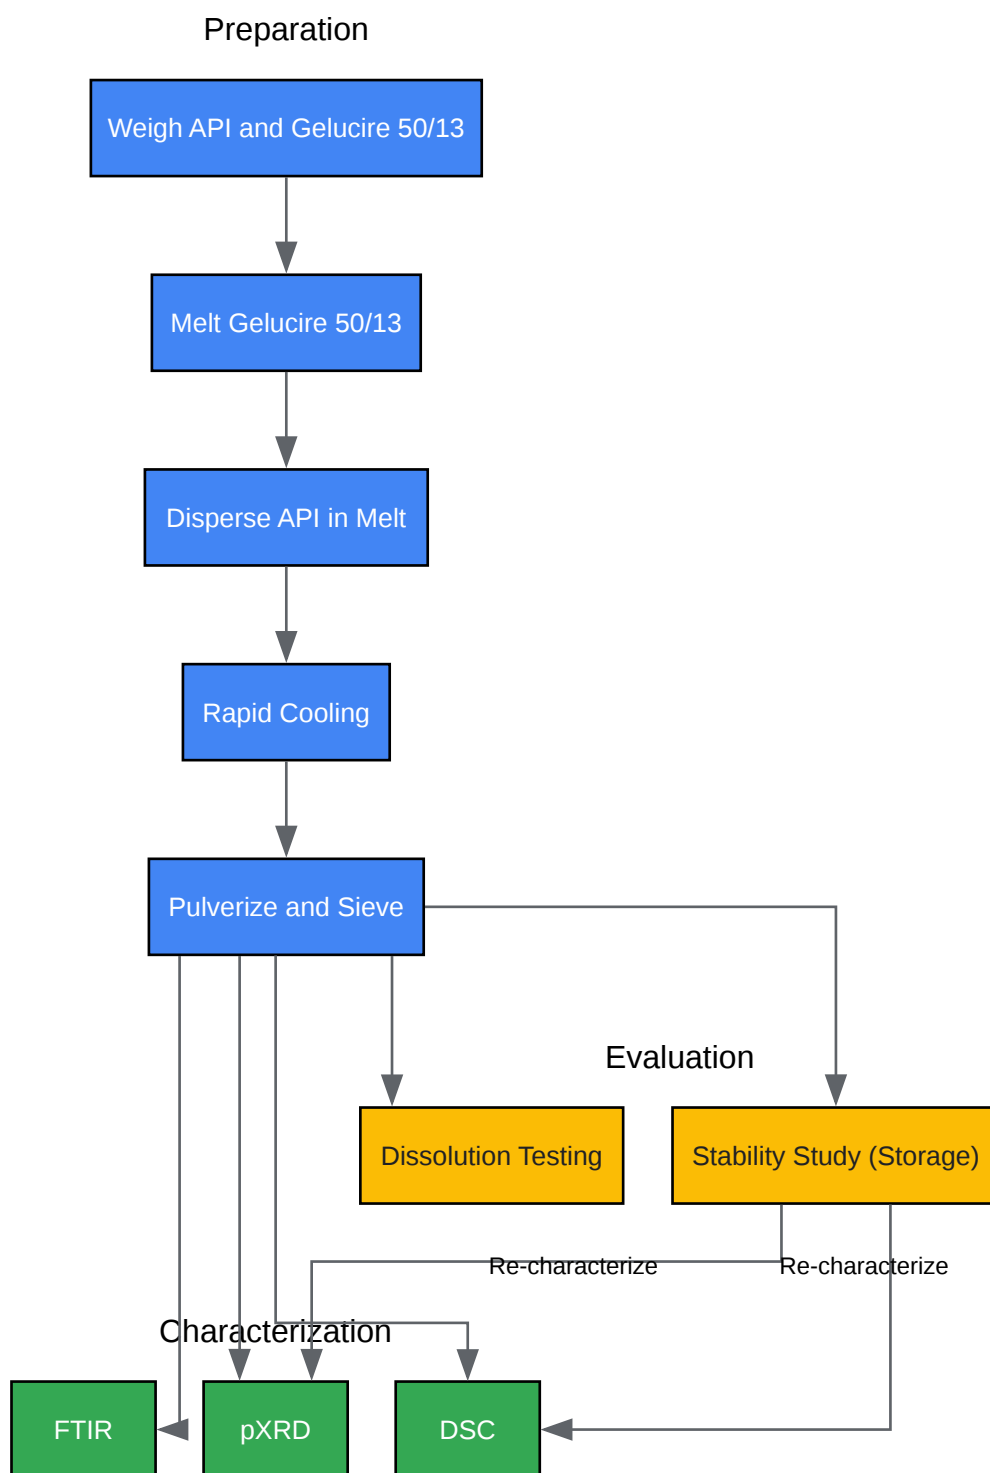 Preparation
Weigh API and Gelucire 50/13
Melt Gelucire 50/13
Disperse API in Melt
Rapid Cooling
Pulverize and Sieve
Evaluation
Dissolution Testing
Stability Study (Storage)
Re-characterize
Re-characterize
Characterization
FTIR
pXRD
DSC